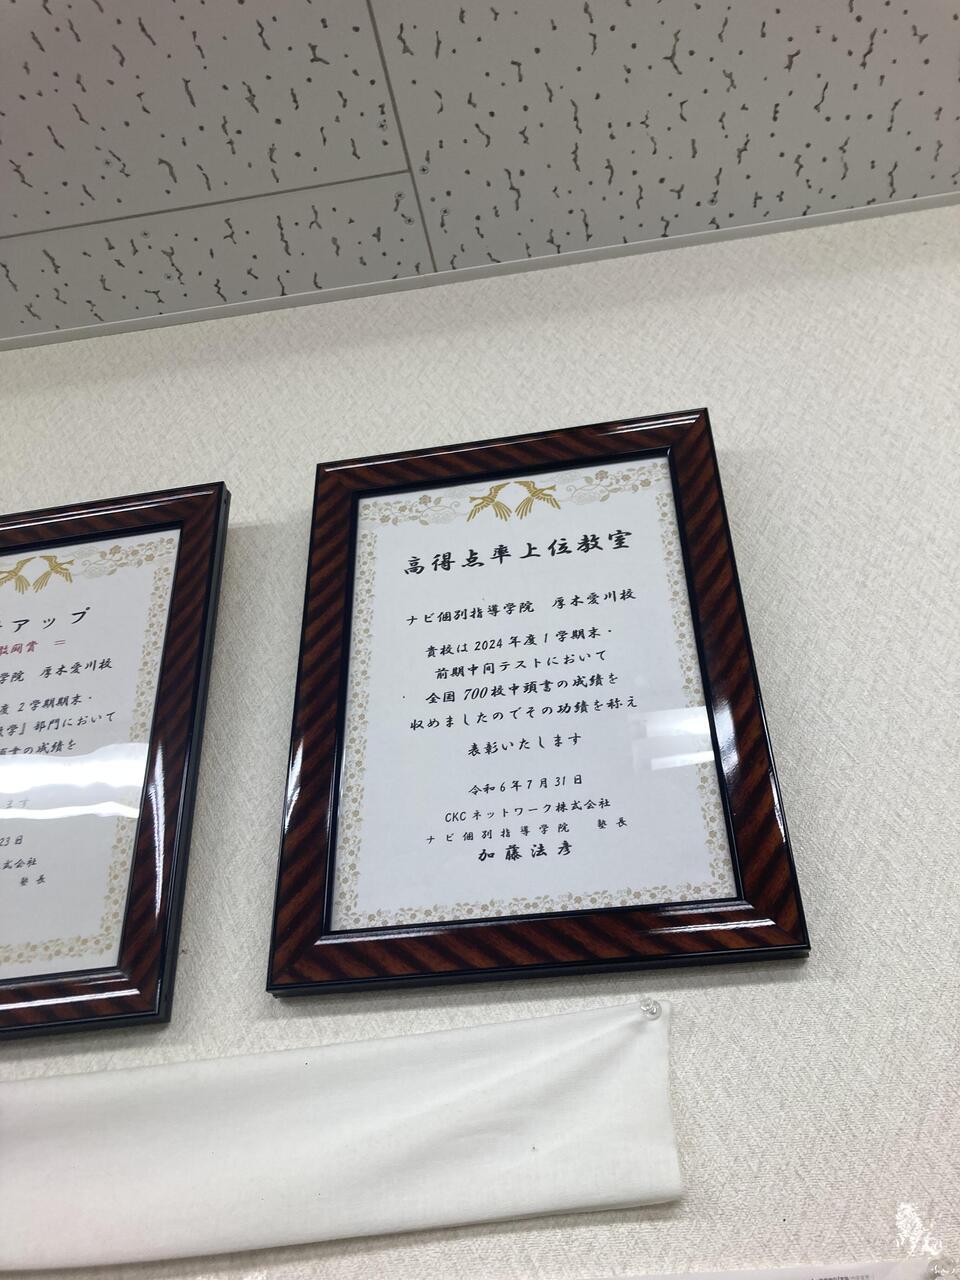 高得点率上位教室
ナビ個別指導学院 厚木愛川校
貴校は2024年度1学期末・
前期中間テストにおいて
全国700校中頭書の成績を
収めましたのでその功績を称え
表彰いたします
令和6年7月31日
CKCネットワーク株式会社
ナビ個別指導学院 塾長
加藤法彦
アップ
賞 =
学院 厚木愛川校
度2学期期末・
学』部門において
頭書の成績を
ます
23日
式会社
塾長